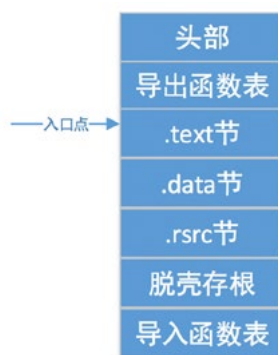 头部
导出函数表
入口点
.text节
.data节
.rsrc节
脱壳存根
导入函数表